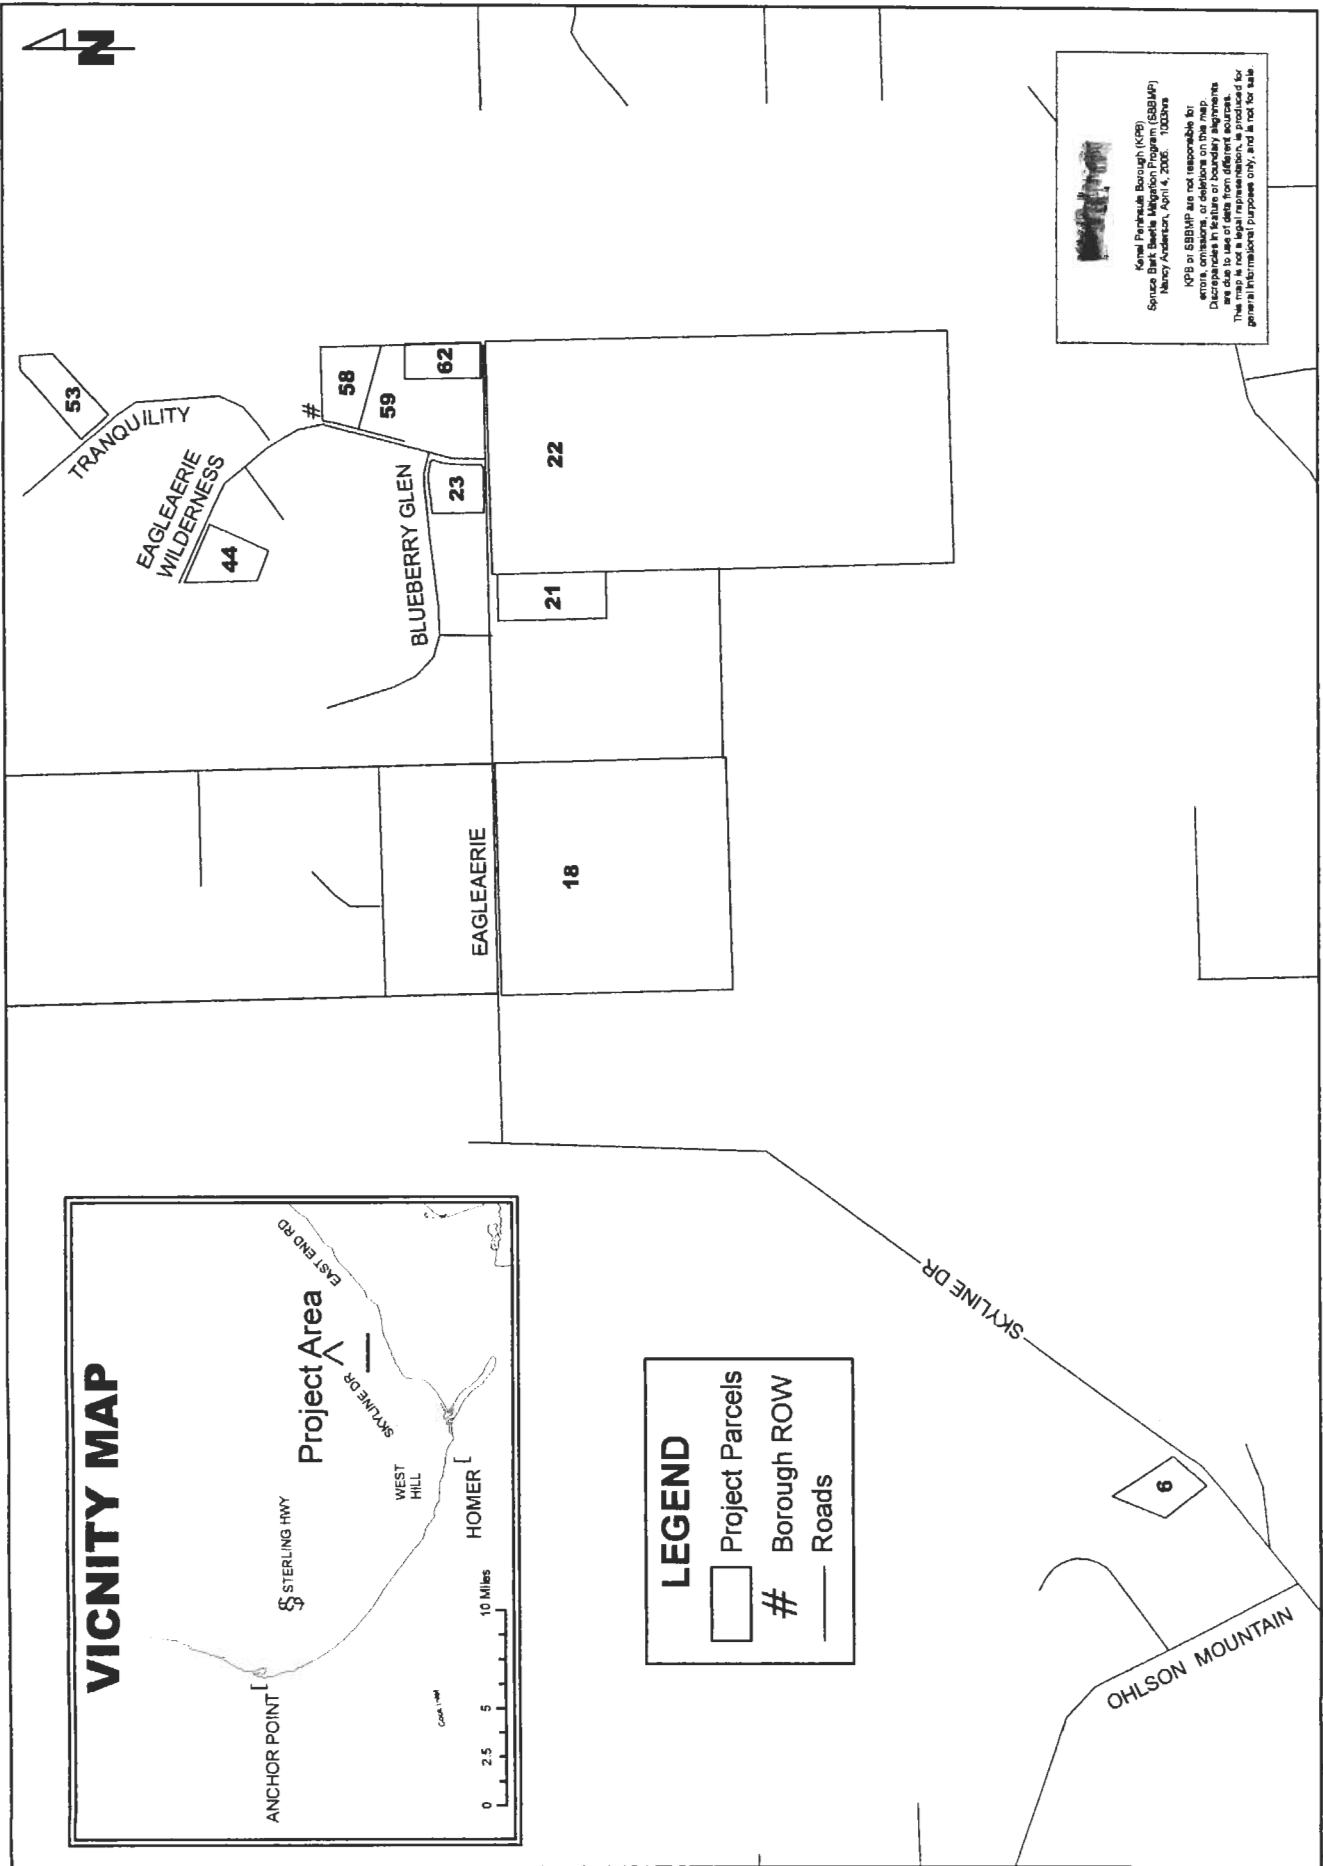 N
VICNITY MAP
Project Area
EAST END RD
SKYLINE DR
STERLING HWY
WEST
HILL
HOMER
ANCHOR POINT
0 2.5 5 10 Miles
LEGEND
Project Parcels
# Borough ROW
Roads
TRANQUILITY
53
EAGLEAERIE
WILDERNESS
44
#
58
59
62
BLUEBERRY GLEN
23
22
21
EAGLEAERIE
18
SKYLINE DR
6
OHLSON MOUNTAIN
Kenai Peninsula Borough (KPB)
Spruce Bark Beetle Mitigation Program (SBBMP)
Nancy Anderson, April 4, 2006. 1003hrs
KPB or SBBMP are not responsible for
errors, omissions, or deletions on this map.
Discrepancies in feature or boundary alignments
are due to use of data from different sources.
This map is not a legal representation, is produced for
general informational purposes only, and is not for sale.